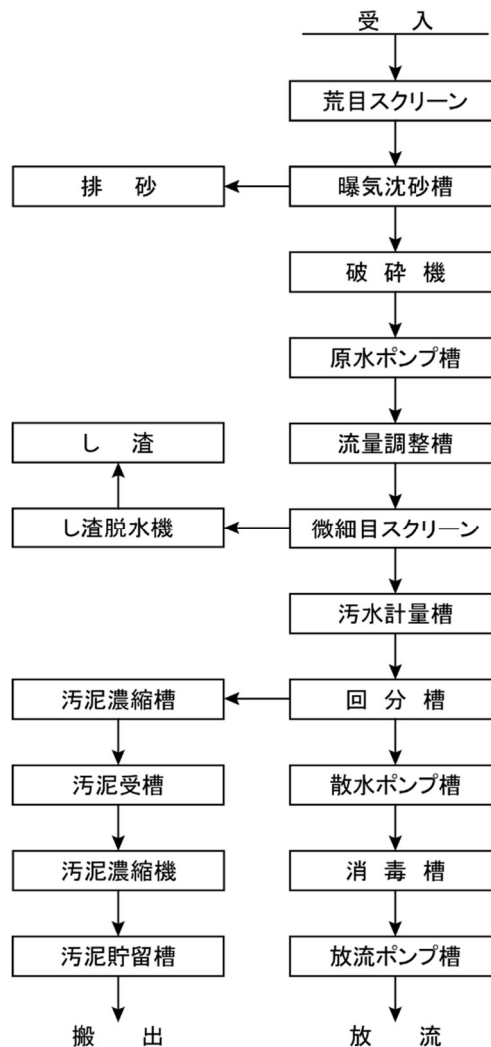 受 入
荒目スクリーン
排 砂
曝気沈砂槽
破 砕 機
原水ポンプ槽
し 渣
流量調整槽
し渣脱水機
微細目スクリーン
汚水計量槽
汚泥濃縮槽
回 分 槽
汚泥受槽
散水ポンプ槽
汚泥濃縮機
消 毒 槽
汚泥貯留槽
放流ポンプ槽
搬 出
放 流